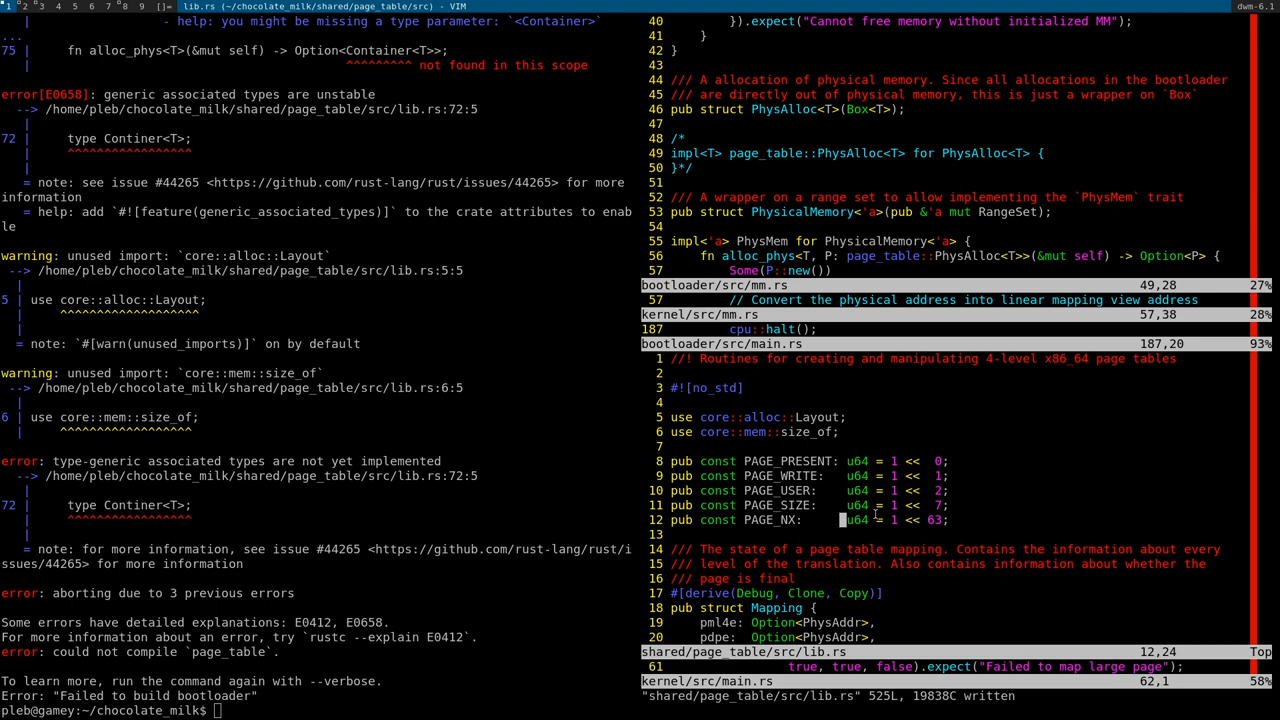 1 2 3 4 5 6 7 8 9 []= lib.rs (~/chocolate_milk/shared/page_table/src) - VIM dwm-6.1
- help: you might be missing a type parameter: `<Container>`
...
75 | fn alloc_phys<T>(&mut self) -> Option<Container<T>>;
| ^^^^^^^^^ not found in this scope
error[E0658]: generic associated types are unstable
--> /home/pleb/chocolate_milk/shared/page_table/src/lib.rs:72:5
|
72 | type Continer<T>;
| ^^^^^^^^^^^^^^^^^
|
= note: see issue #44265 <https://github.com/rust-lang/rust/issues/44265> for more
information
= help: add `#![feature(generic_associated_types)]` to the crate attributes to enab
le
warning: unused import: `core::alloc::Layout`
--> /home/pleb/chocolate_milk/shared/page_table/src/lib.rs:5:5
|
5 | use core::alloc::Layout;
| ^^^^^^^^^^^^^^^^^^^
|
= note: `#[warn(unused_imports)]` on by default
warning: unused import: `core::mem::size_of`
--> /home/pleb/chocolate_milk/shared/page_table/src/lib.rs:6:5
|
6 | use core::mem::size_of;
| ^^^^^^^^^^^^^^^^^^
error: type-generic associated types are not yet implemented
--> /home/pleb/chocolate_milk/shared/page_table/src/lib.rs:72:5
|
72 | type Continer<T>;
| ^^^^^^^^^^^^^^^^^
|
= note: for more information, see issue #44265 <https://github.com/rust-lang/rust/i
ssues/44265> for more information
error: aborting due to 3 previous errors
Some errors have detailed explanations: E0412, E0658.
For more information about an error, try `rustc --explain E0412`.
error: could not compile `page_table`.
To learn more, run the command again with --verbose.
Error: "Failed to build bootloader"
pleb@gamey:~/chocolate_milk$
40 }).expect("Cannot free memory without initialized MM");
41 }
42 }
43
44 /// A allocation of physical memory. Since all allocations in the bootloader
45 /// are directly out of physical memory, this is just a wrapper on `Box`
46 pub struct PhysAlloc<T>(Box<T>);
47
48 /*
49 impl<T> page_table::PhysAlloc<T> for PhysAlloc<T> {
50 }*/
51
52 /// A wrapper on a range set to allow implementing the `PhysMem` trait
53 pub struct PhysicalMemory<'a>(pub &'a mut RangeSet);
54
55 impl<'a> PhysMem for PhysicalMemory<'a> {
56 fn alloc_phys<T, P: page_table::PhysAlloc<T>>(&mut self) -> Option<P> {
57 Some(P::new())
bootloader/src/mm.rs 49,28 27%
57 // Convert the physical address into linear mapping view address
kernel/src/mm.rs 57,38 28%
187 cpu::halt();
bootloader/src/main.rs 187,20 93%
1 //! Routines for creating and manipulating 4-level x86_64 page tables
2
3 #![no_std]
4
5 use core::alloc::Layout;
6 use core::mem::size_of;
7
8 pub const PAGE_PRESENT: u64 = 1 << 0;
9 pub const PAGE_WRITE: u64 = 1 << 1;
10 pub const PAGE_USER: u64 = 1 << 2;
11 pub const PAGE_SIZE: u64 = 1 << 7;
12 pub const PAGE_NX: u64 = 1 << 63;
13
14 /// The state of a page table mapping. Contains the information about every
15 /// level of the translation. Also contains information about whether the
16 /// page is final
17 #[derive(Debug, Clone, Copy)]
18 pub struct Mapping {
19 pml4e: Option<PhysAddr>,
20 pdpe: Option<PhysAddr>,
shared/page_table/src/lib.rs 12,24 Top
61 true, true, false).expect("Failed to map large page");
kernel/src/main.rs 62,1 58%
"shared/page_table/src/lib.rs" 525L, 19838C written